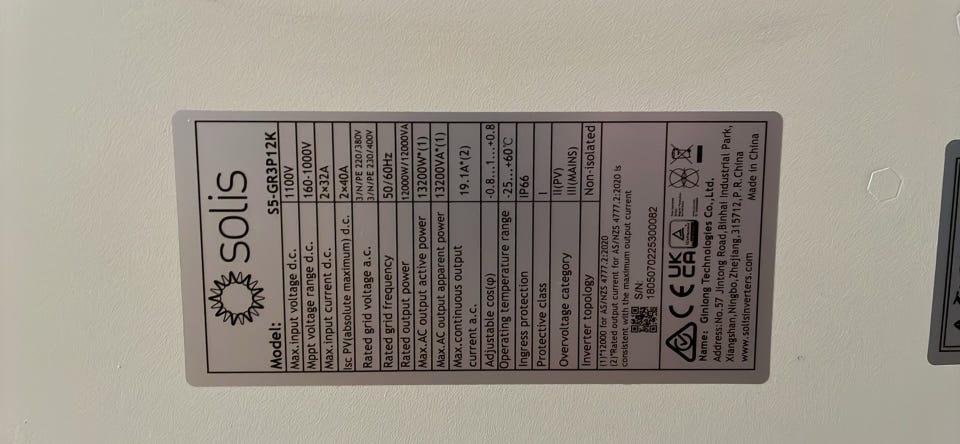 solis
Model: S5-GR3P12K
Max.input voltage d.c. 1100V
Mppt voltage range d.c. 160-1000V
Max.input current d.c. 2×32A
Isc PV(absolute maximum) d.c. 2×40A
Rated grid voltage a.c. 3/N/PE 220/380V
3/N/PE 230/400V
Rated grid frequency 50/60Hz
Rated output power 12000W/12000VA
Max.AC output active power 13200W*(1)
Max.AC output apparent power 13200VA*(1)
Max.continuous output
current a.c. 19.1A*(2)
Adjustable cos(φ) -0.8...1...+0.8
Operating temperature range -25...+60℃
Ingress protection IP66
Protective class I
Overvoltage category II(PV)
III(MAINS)
Inverter topology Non-isolated
(1)*12000 for AS/NZS 4777.2:2020
(2)*Rated output current for AS/NZS 4777.2:2020 is
consistent with the maximum output current
S/N:
1805070225300082
CE UKCA
Name: Ginlong Technologies Co.,Ltd.
Address:No.57 Jintong Road,Binhai Industrial Park,
Xiangshan,Ningbo,Zhejiang,315712,P.R.China
www.solisinverters.com Made in China